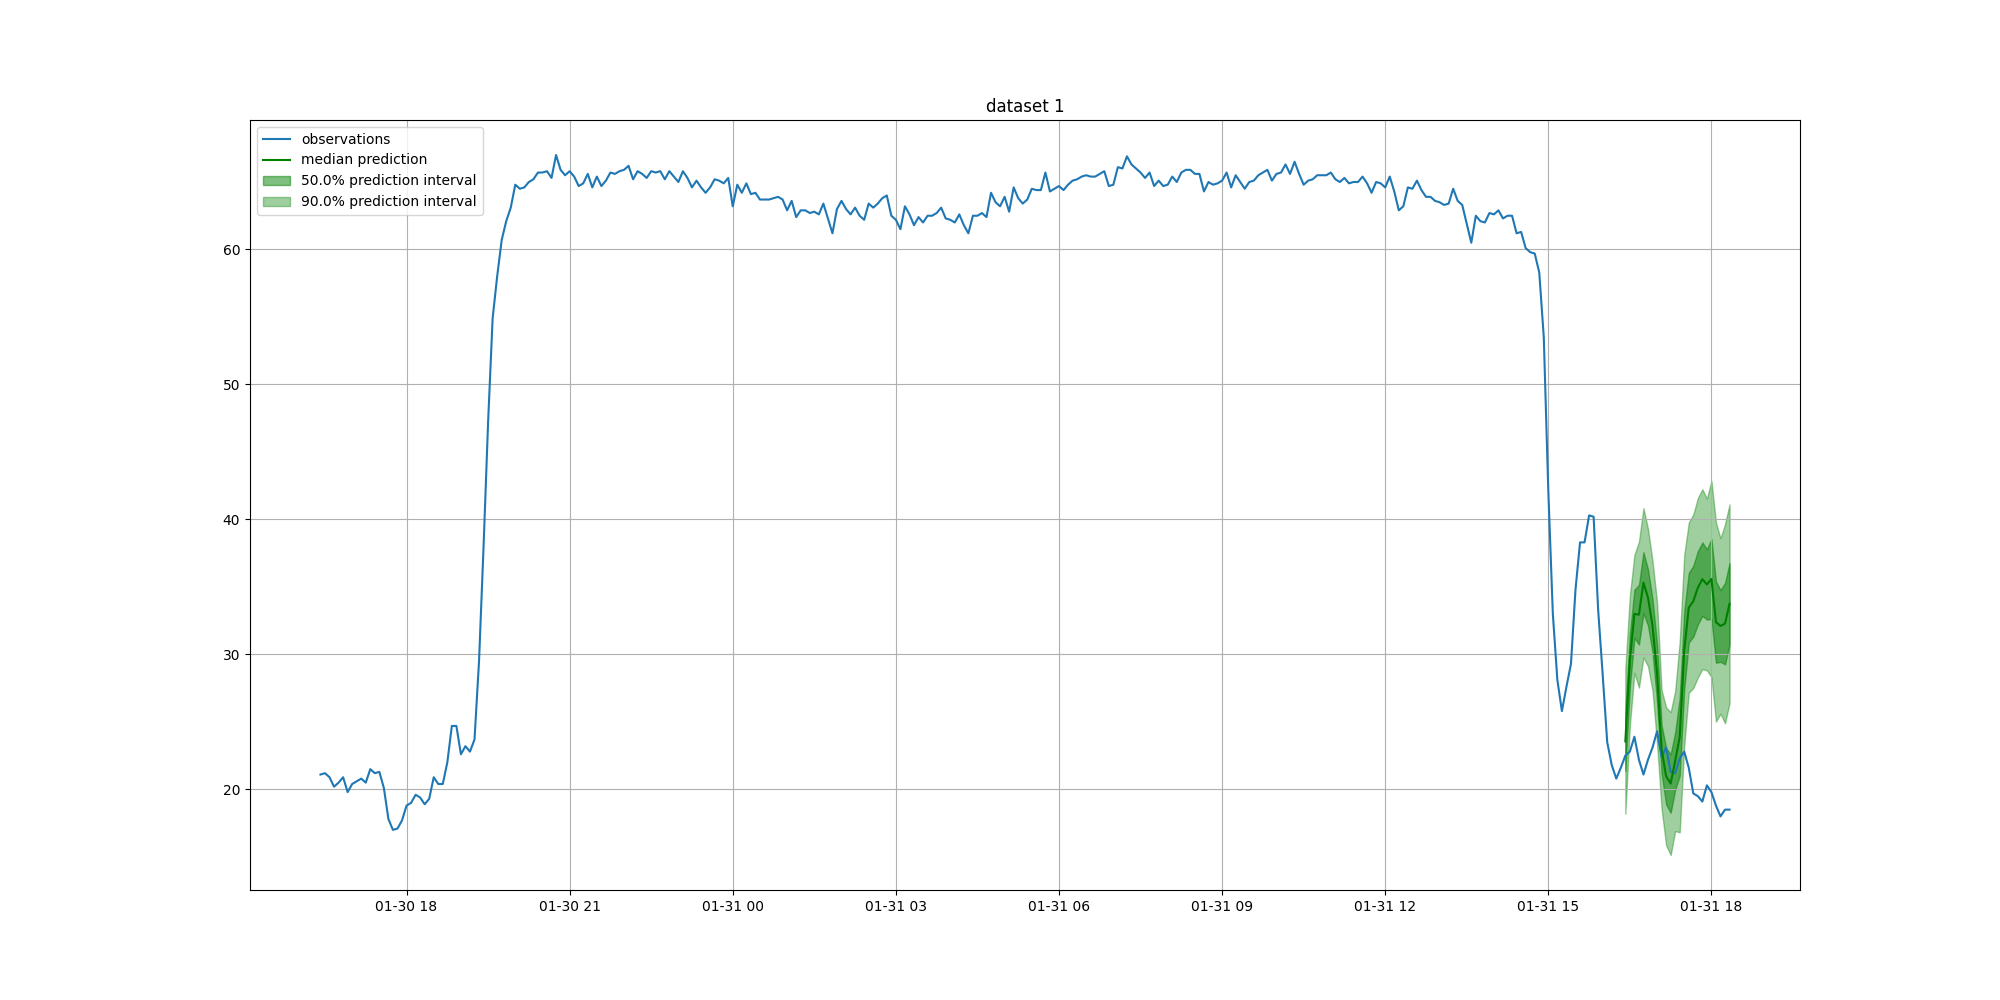 dataset 1
observations
median prediction
50.0% prediction interval
90.0% prediction interval
60
50
40
30
20
01-30 18
01-30 21
01-31 00
01-31 03
01-31 06
01-31 09
01-31 12
01-31 15
01-31 18